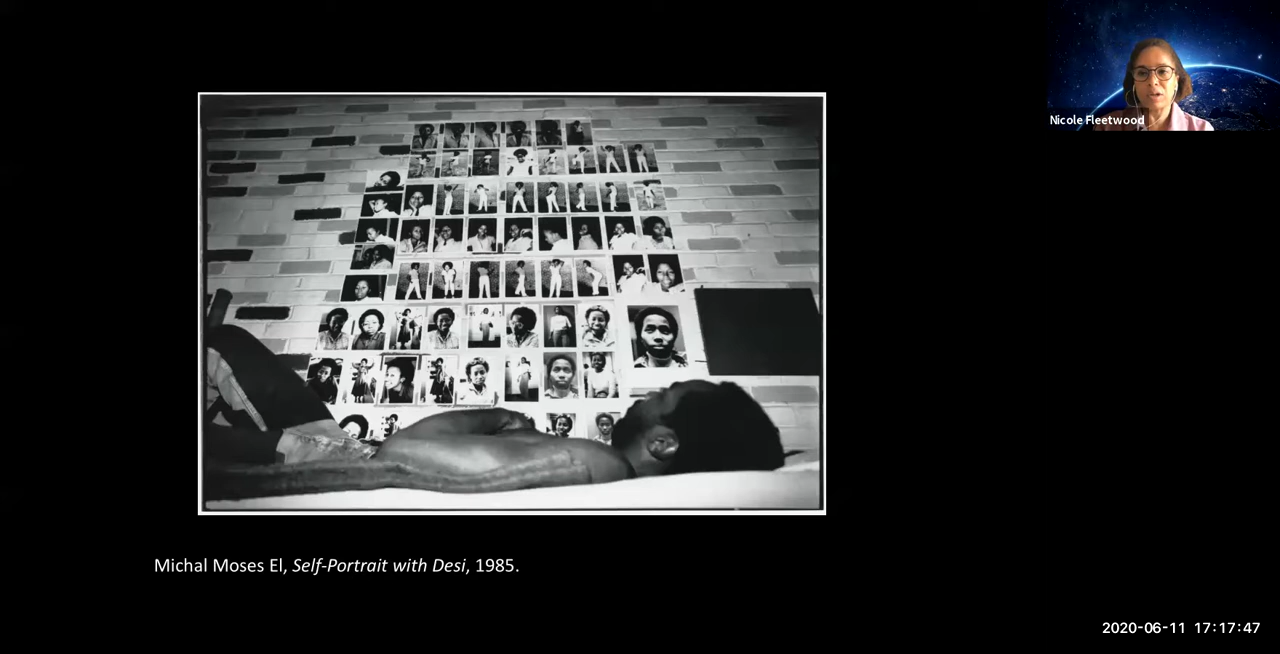 Nicole Fleetwood
Michal Moses El, Self-Portrait with Desi, 1985.
2020-06-11 17:17:47